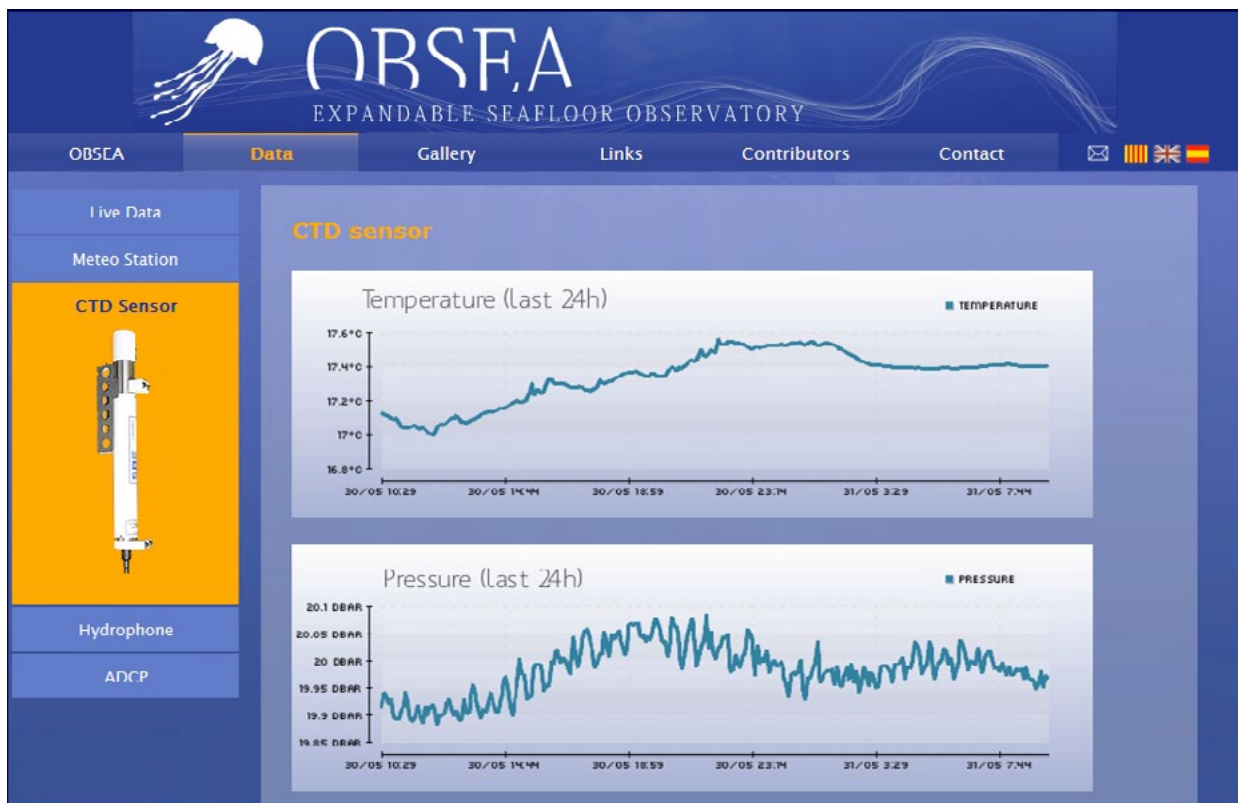 OBSEA
EXPANDABLE SEAFLOOR OBSERVATORY
OBSEA Data Gallery Links Contributors Contact
Live Data
Meteo Station
CTD Sensor
Hydrophone
ADCP
CTD sensor
Temperature (last 24h)
TEMPERATURE
17.6°C
17.4°C
17.2°C
17°C
16.8°C
30/05 10:29 30/05 14:44 30/05 18:59 30/05 23:14 31/05 3:29 31/05 7:44
Pressure (last 24h)
PRESSURE
20.1 DBAR
20.05 DBAR
20 DBAR
19.95 DBAR
19.9 DBAR
19.85 DBAR
30/05 10:29 30/05 14:44 30/05 18:59 30/05 23:14 31/05 3:29 31/05 7:44